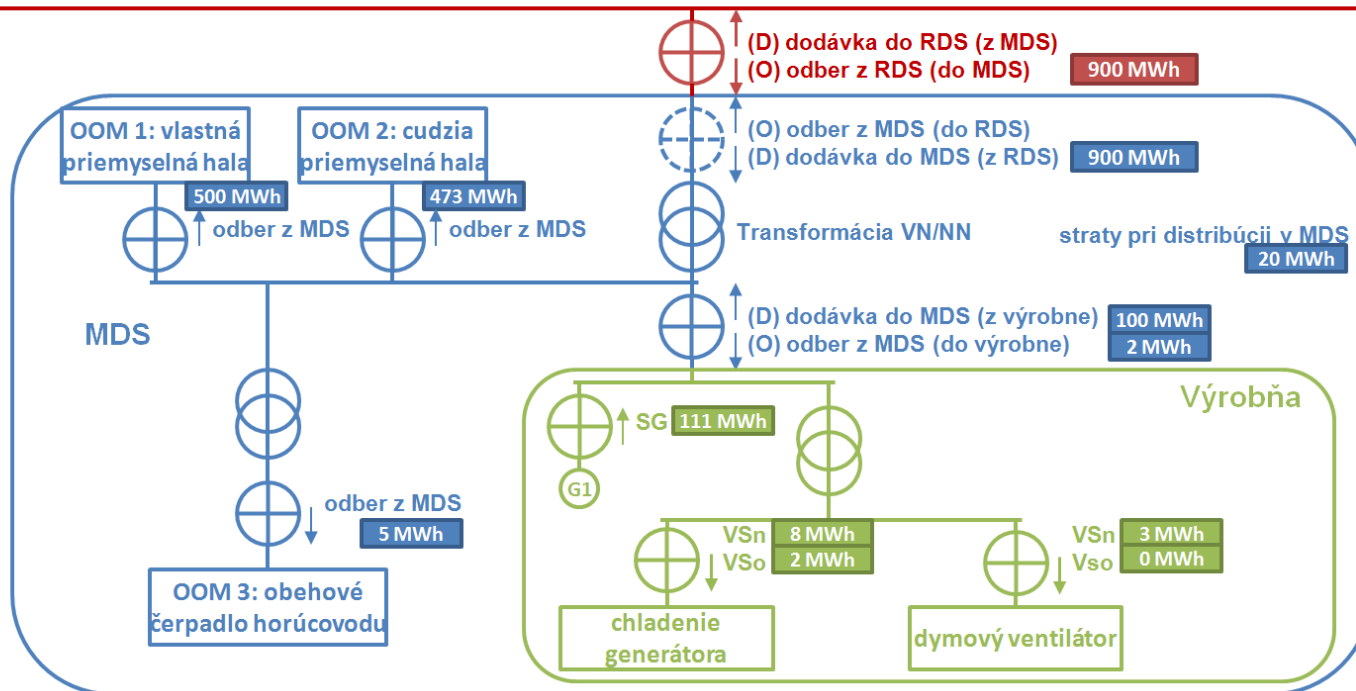 (D) dodávka do RDS (z MDS)
(O) odber z RDS (do MDS)
900 MWh
OOM 1: vlastná
priemyselná hala
500 MWh
odber z MDS
OOM 2: cudzia
priemyselná hala
473 MWh
odber z MDS
(O) odber z MDS (do RDS)
(D) dodávka do MDS (z RDS)
900 MWh
Transformácia VN/NN
straty pri distribúcii v MDS
20 MWh
MDS
(D) dodávka do MDS (z výrobne)
100 MWh
(O) odber z MDS (do výrobne)
2 MWh
Výrobňa
SG
111 MWh
G1
odber z MDS
5 MWh
OOM 3: obehové
čerpadlo horúcovodu
VSn
8 MWh
VSo
2 MWh
chladenie
generátora
VSn
3 MWh
Vso
0 MWh
dymový ventilátor